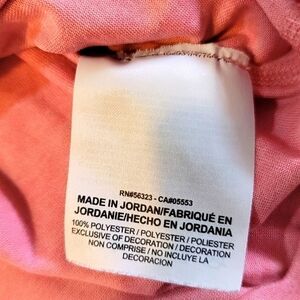 RN#56323 - CA#05553
MADE IN JORDAN/FABRIQUÉ EN
JORDANIE/HECHO EN JORDANIA
100% POLYESTER / POLYESTER / POLIESTER
EXCLUSIVE OF DECORATION / DECORATION
NON COMPRISE / NO INCLUYE LA
DECORACION